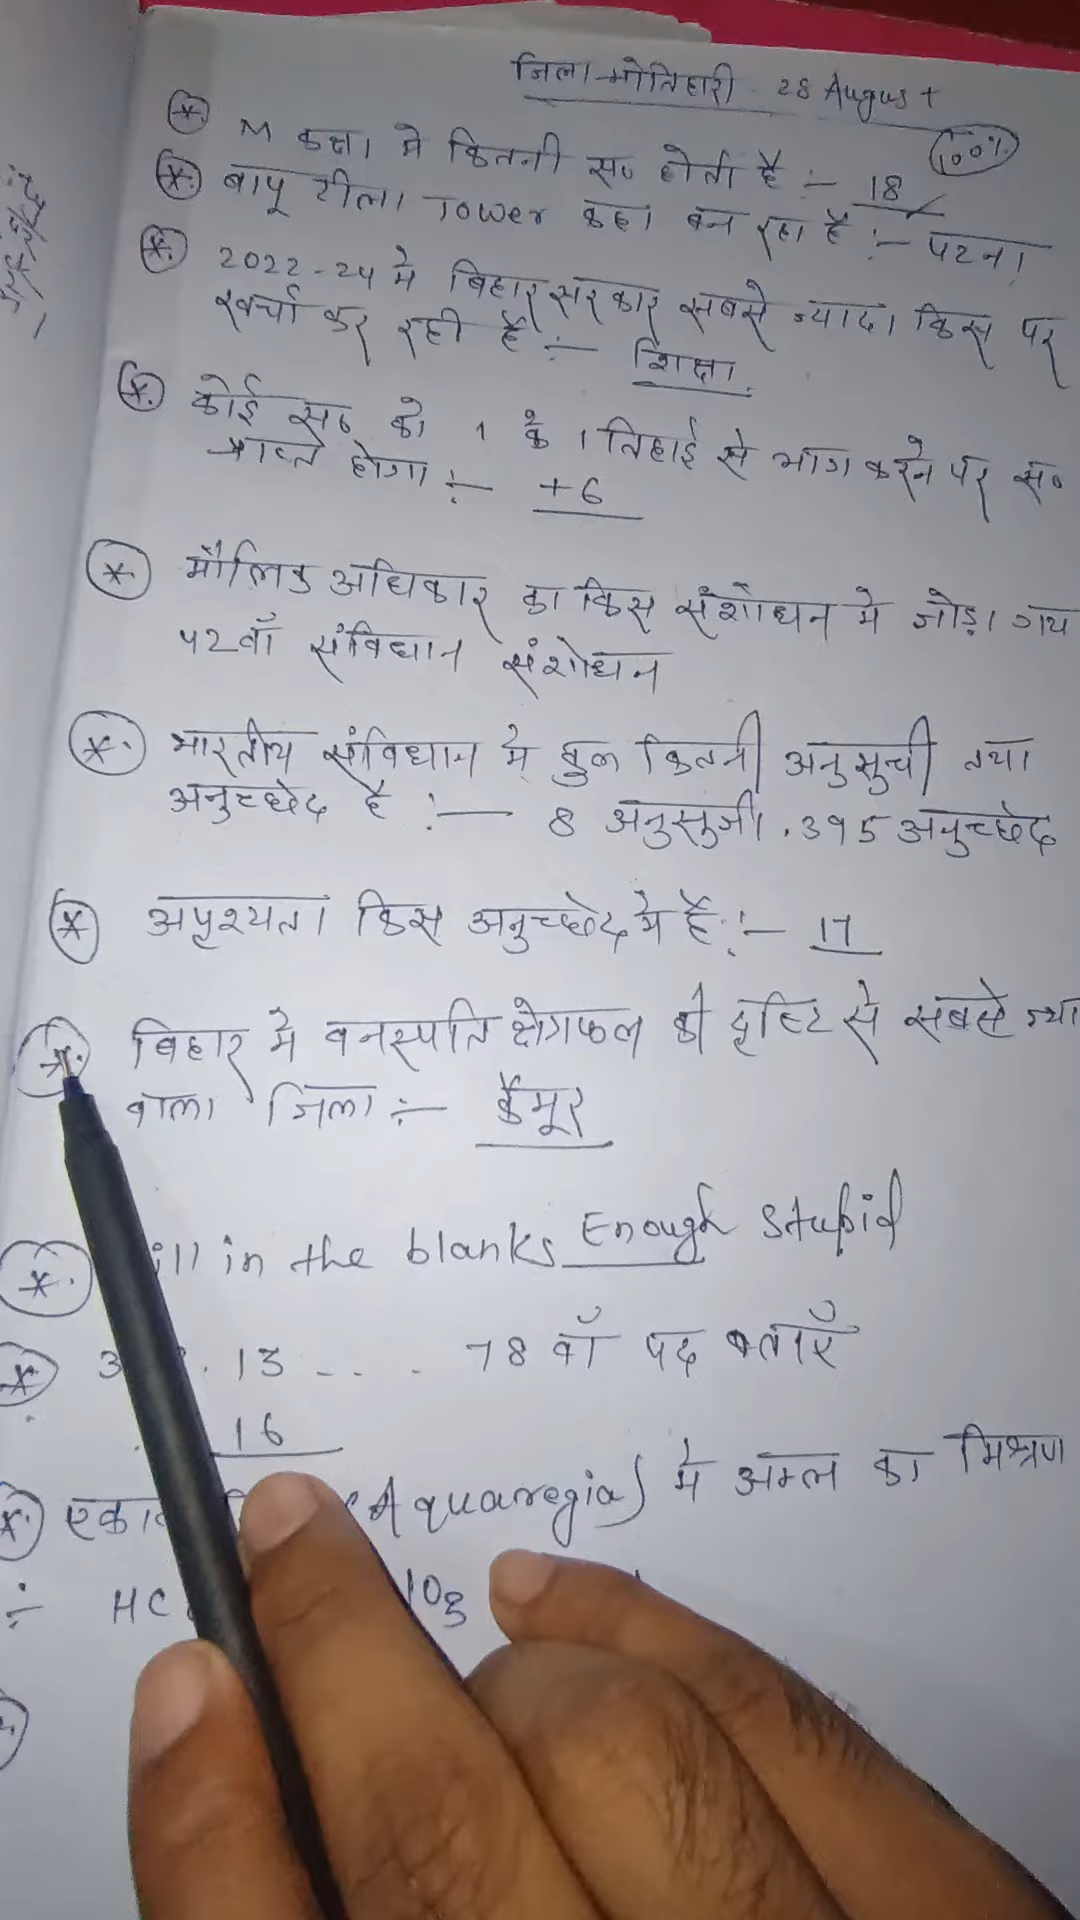 जिला-मोतिहारी 28 August
100%
M कक्षा मे कितनी स० होती है :- 18
बापू टीला Tower कहा बन रहा है :- पटना
2022-24 मे बिहार सरकार सबसे ज्यादा किस पर
खर्चा कर रही है :- शिक्षा.
कोई स० को 1 के 1 तिहाई से भाग करने पर स०
प्राप्त होगा :- +6
मौलिक अधिकार का किस संशोधन मे जोड़ा गय
42वाँ संविधान संशोधन
भारतीय संविधान मे कुल कितनी अनुसुची तथा
अनुच्छेद है :- 8 अनुसुची . 395 अनुच्छेद
अपृश्यता किस अनुच्छेद मे है :- 17
बिहार मे वनस्पति क्षेत्रफल की दृष्टि से सबसे ज्या
वाला जिला :- कैमूर
ill in the blanks Enough stupid
3 . 13 -- . . 78 वाँ पद बताएँ
16
(Aquaregia) मे अम्ल का मिश्रण
:- HC